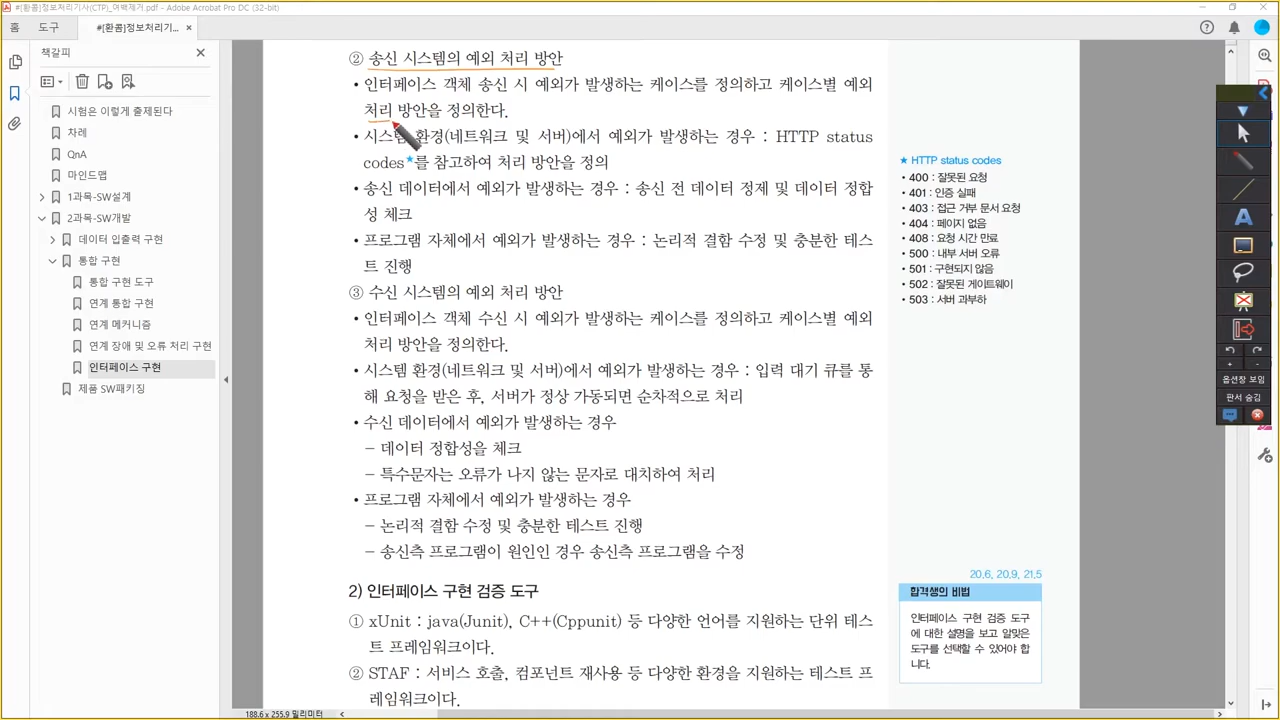 #[환콤]정보처리기사(CTP)_여백제거.pdf - Adobe Acrobat Pro DC (32-bit)
홈 도구 #[환콤]정보처리기... ×
책갈피
시험은 이렇게 출제된다
차례
QnA
마인드맵
1과목-SW설계
2과목-SW개발
데이터 입출력 구현
통합 구현
통합 구현 도구
연계 통합 구현
연계 메커니즘
연계 장애 및 오류 처리 구현
인터페이스 구현
제품 SW패키징
② 송신 시스템의 예외 처리 방안
• 인터페이스 객체 송신 시 예외가 발생하는 케이스를 정의하고 케이스별 예외
처리 방안을 정의한다.
• 시스템 환경(네트워크 및 서버)에서 예외가 발생하는 경우 : HTTP status
codes★를 참고하여 처리 방안을 정의
• 송신 데이터에서 예외가 발생하는 경우 : 송신 전 데이터 정제 및 데이터 정합
성 체크
• 프로그램 자체에서 예외가 발생하는 경우 : 논리적 결함 수정 및 충분한 테스
트 진행
③ 수신 시스템의 예외 처리 방안
• 인터페이스 객체 수신 시 예외가 발생하는 케이스를 정의하고 케이스별 예외
처리 방안을 정의한다.
• 시스템 환경(네트워크 및 서버)에서 예외가 발생하는 경우 : 입력 대기 큐를 통
해 요청을 받은 후, 서버가 정상 가동되면 순차적으로 처리
• 수신 데이터에서 예외가 발생하는 경우
– 데이터 정합성을 체크
– 특수문자는 오류가 나지 않는 문자로 대치하여 처리
• 프로그램 자체에서 예외가 발생하는 경우
– 논리적 결함 수정 및 충분한 테스트 진행
– 송신측 프로그램이 원인인 경우 송신측 프로그램을 수정
2) 인터페이스 구현 검증 도구
① xUnit : java(Junit), C++(Cppunit) 등 다양한 언어를 지원하는 단위 테스
트 프레임워크이다.
② STAF : 서비스 호출, 컴포넌트 재사용 등 다양한 환경을 지원하는 테스트 프
레임워크이다.
★ HTTP status codes
• 400 : 잘못된 요청
• 401 : 인증 실패
• 403 : 접근 거부 문서 요청
• 404 : 페이지 없음
• 408 : 요청 시간 만료
• 500 : 내부 서버 오류
• 501 : 구현되지 않음
• 502 : 잘못된 게이트웨이
• 503 : 서버 과부하
20.6, 20.9, 21.5
합격생의 비법
인터페이스 구현 검증 도구
에 대한 설명을 보고 알맞은
도구를 선택할 수 있어야 합
니다.
옵션창 보임
판서 숨김
188.6 x 255.9 밀리미터